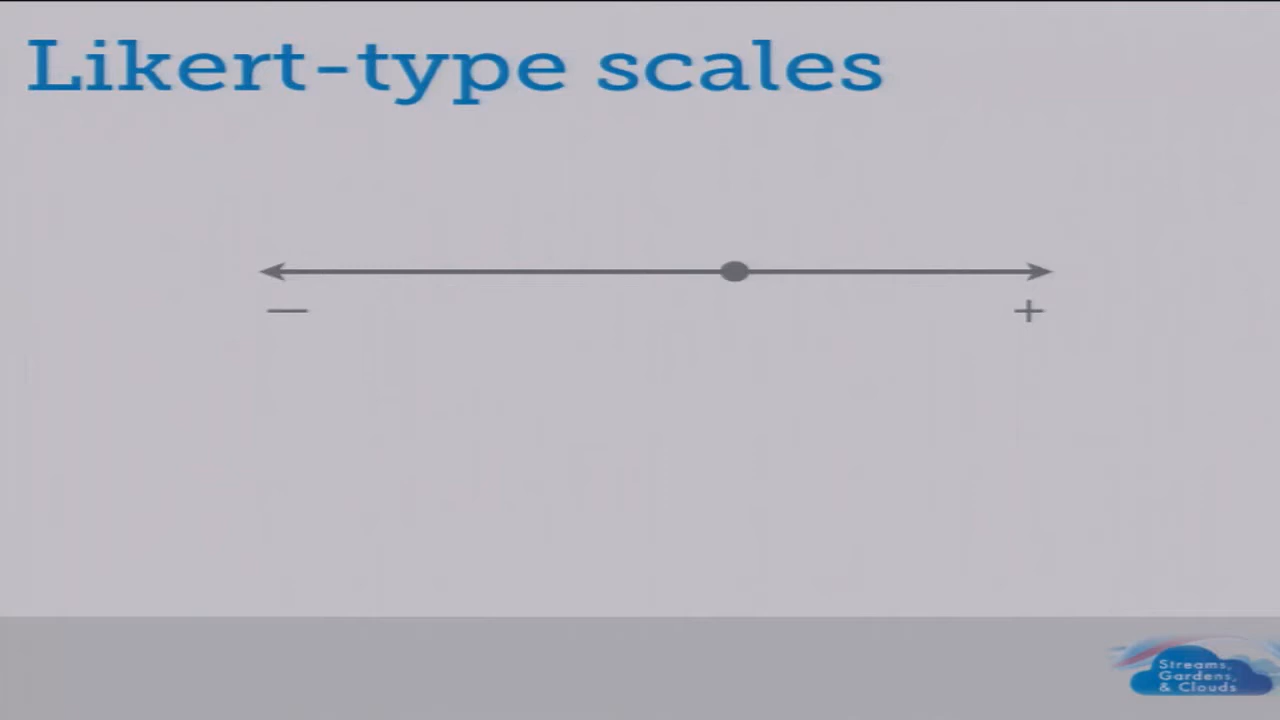 Likert-type scales
— +
Streams,
Gardens,
& Clouds